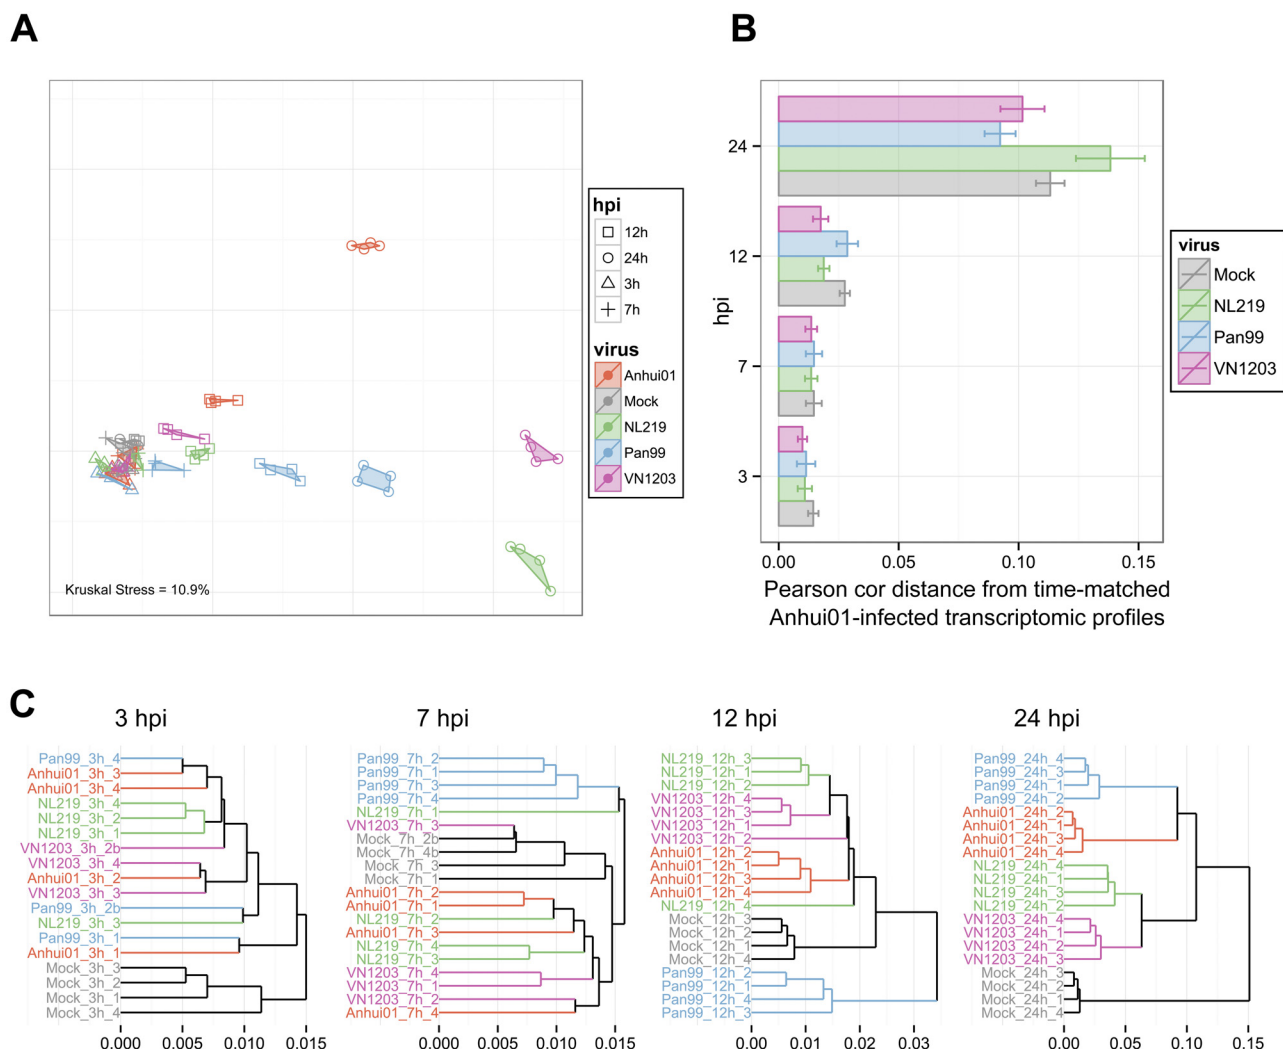 A
B
hpi
12h
24h
3h
7h
virus
Anhui01
Mock
NL219
Pan99
VN1203
Kruskal Stress = 10.9%
hpi
24
12
7
3
0.00 0.05 0.10 0.15
Pearson cor distance from time-matched
Anhui01-infected transcriptomic profiles
virus
Mock
NL219
Pan99
VN1203
C
3 hpi
Pan99_3h_4
Anhui01_3h_3
Anhui01_3h_4
NL219_3h_4
NL219_3h_2
NL219_3h_1
VN1203_3h_2b
VN1203_3h_4
Anhui01_3h_2
VN1203_3h_3
Pan99_3h_2b
NL219_3h_3
Pan99_3h_1
Anhui01_3h_1
Mock_3h_3
Mock_3h_2
Mock_3h_1
Mock_3h_4
0.000 0.005 0.010 0.015
7 hpi
Pan99_7h_2
Pan99_7h_1
Pan99_7h_3
Pan99_7h_4
NL219_7h_1
VN1203_7h_3
Mock_7h_2b
Mock_7h_4b
Mock_7h_3
Mock_7h_1
Anhui01_7h_2
Anhui01_7h_1
NL219_7h_2
Anhui01_7h_3
NL219_7h_4
NL219_7h_3
VN1203_7h_4
VN1203_7h_1
VN1203_7h_2
Anhui01_7h_4
0.000 0.005 0.010 0.015
12 hpi
NL219_12h_3
NL219_12h_1
NL219_12h_2
VN1203_12h_4
VN1203_12h_3
VN1203_12h_1
VN1203_12h_2
Anhui01_12h_2
Anhui01_12h_1
Anhui01_12h_3
Anhui01_12h_4
NL219_12h_4
Mock_12h_3
Mock_12h_2
Mock_12h_1
Mock_12h_4
Pan99_12h_2
Pan99_12h_1
Pan99_12h_4
Pan99_12h_3
0.00 0.01 0.02 0.03
24 hpi
Pan99_24h_4
Pan99_24h_3
Pan99_24h_1
Pan99_24h_2
Anhui01_24h_2
Anhui01_24h_1
Anhui01_24h_3
Anhui01_24h_4
NL219_24h_4
NL219_24h_1
NL219_24h_3
NL219_24h_2
VN1203_24h_4
VN1203_24h_1
VN1203_24h_2
VN1203_24h_3
Mock_24h_3
Mock_24h_2
Mock_24h_1
Mock_24h_4
0.00 0.05 0.10 0.15